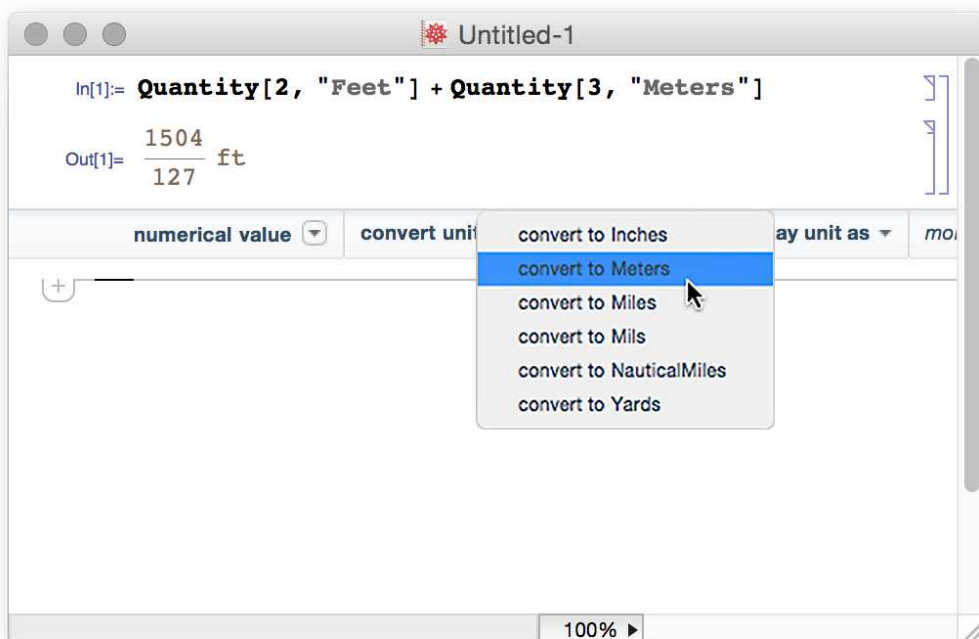 Untitled-1
In[1]:= Quantity[2, "Feet"] + Quantity[3, "Meters"]
Out[1]= 1504/127 ft
numerical value convert unit ay unit as
convert to Inches
convert to Meters
convert to Miles
convert to Mils
convert to NauticalMiles
convert to Yards
100%